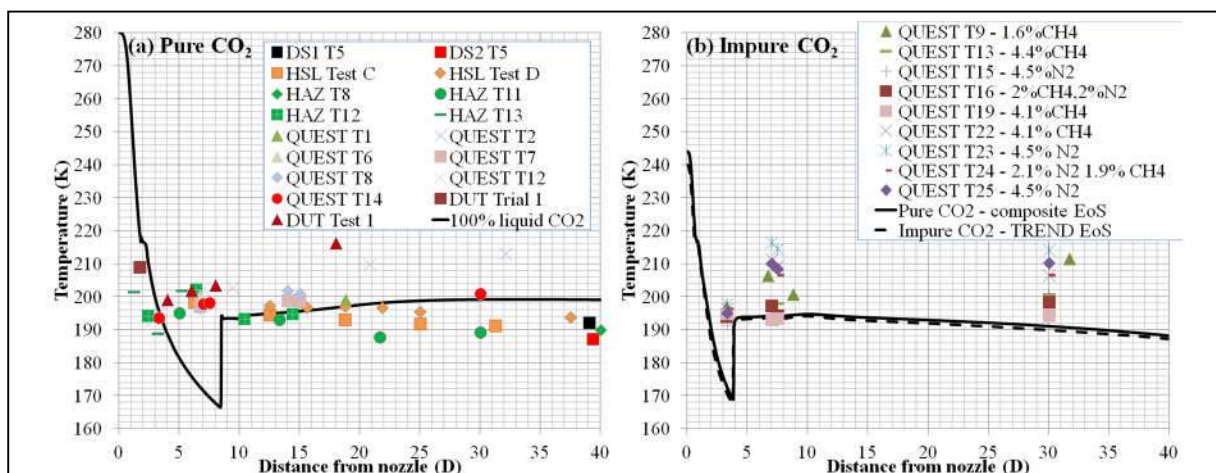 (a) Pure CO2
DS1 T5
DS2 T5
HSL Test C
HSL Test D
HAZ T8
HAZ T11
HAZ T12
HAZ T13
QUEST T1
QUEST T2
QUEST T6
QUEST T7
QUEST T8
QUEST T12
QUEST T14
DUT Trial 1
DUT Test 1
100% liquid CO2
Temperature (K)
280
270
260
250
240
230
220
210
200
190
180
170
160
0 5 10 15 20 25 30 35 40
Distance from nozzle (D)
(b) Impure CO2
QUEST T9 - 1.6%CH4
QUEST T13 - 4.4%CH4
QUEST T15 - 4.5%N2
QUEST T16 - 2%CH4.2%N2
QUEST T19 - 4.1%CH4
QUEST T22 - 4.1% CH4
QUEST T23 - 4.5% N2
QUEST T24 - 2.1% N2 1.9% CH4
QUEST T25 - 4.5% N2
Pure CO2 - composite EoS
Impure CO2 - TREND EoS
Temperature (K)
280
270
260
250
240
230
220
210
200
190
180
170
160
0 5 10 15 20 25 30 35 40
Distance from nozzle (D)